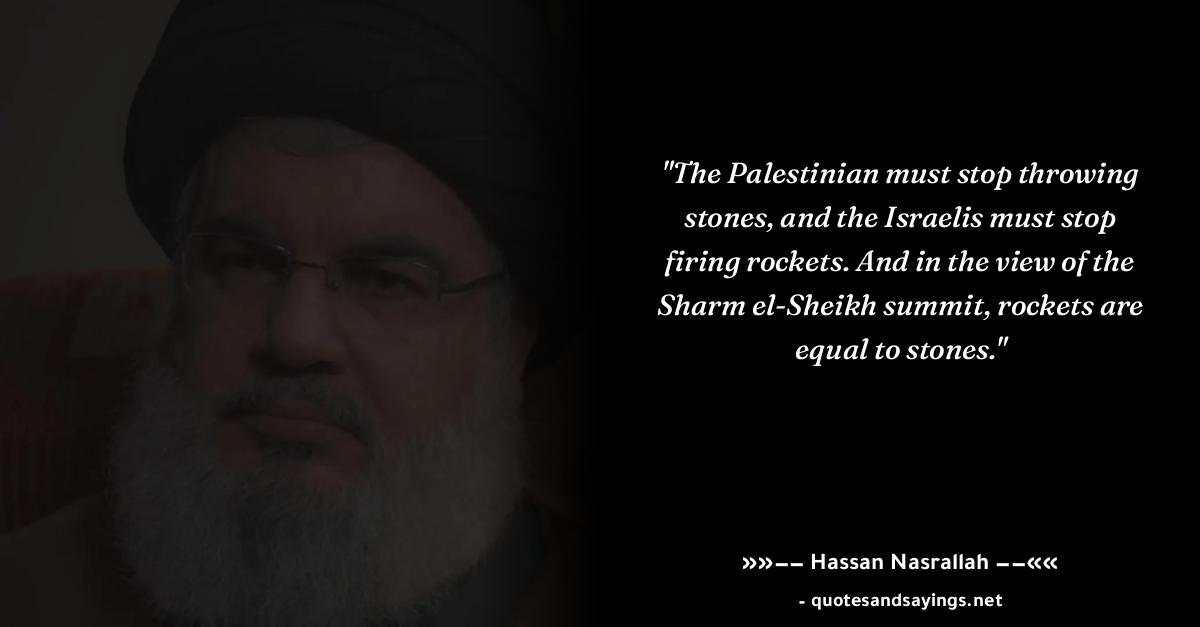 "The Palestinian must stop throwing
stones, and the Israelis must stop
firing rockets. And in the view of the
Sharm el-Sheikh summit, rockets are
equal to stones."
»»–– Hassan Nasrallah ––««
- quotesandsayings.net